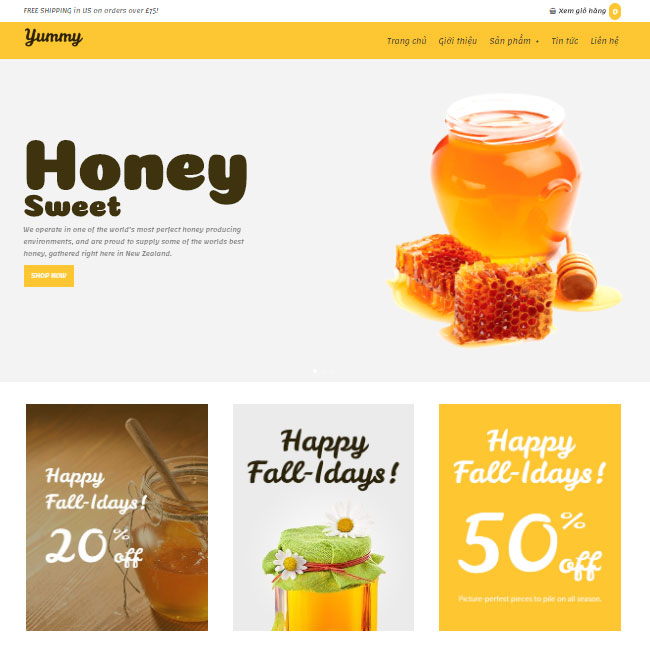 FREE SHIPPING in US on orders over £75!
Xem giỏ hàng 0
Yummy
Trang chủ Giới thiệu Sản phẩm + Tin tức Liên hệ
Honey
Sweet
We operate in one of the world's most perfect honey producing
environments, and are proud to supply some of the worlds best
honey, gathered right here in New Zealand.
SHOP NOW
Happy
Fall-Idays!
20% off
Happy
Fall-Idays!
Happy
Fall-Idays!
50% off
Picture-perfect pieces to pile on all season.